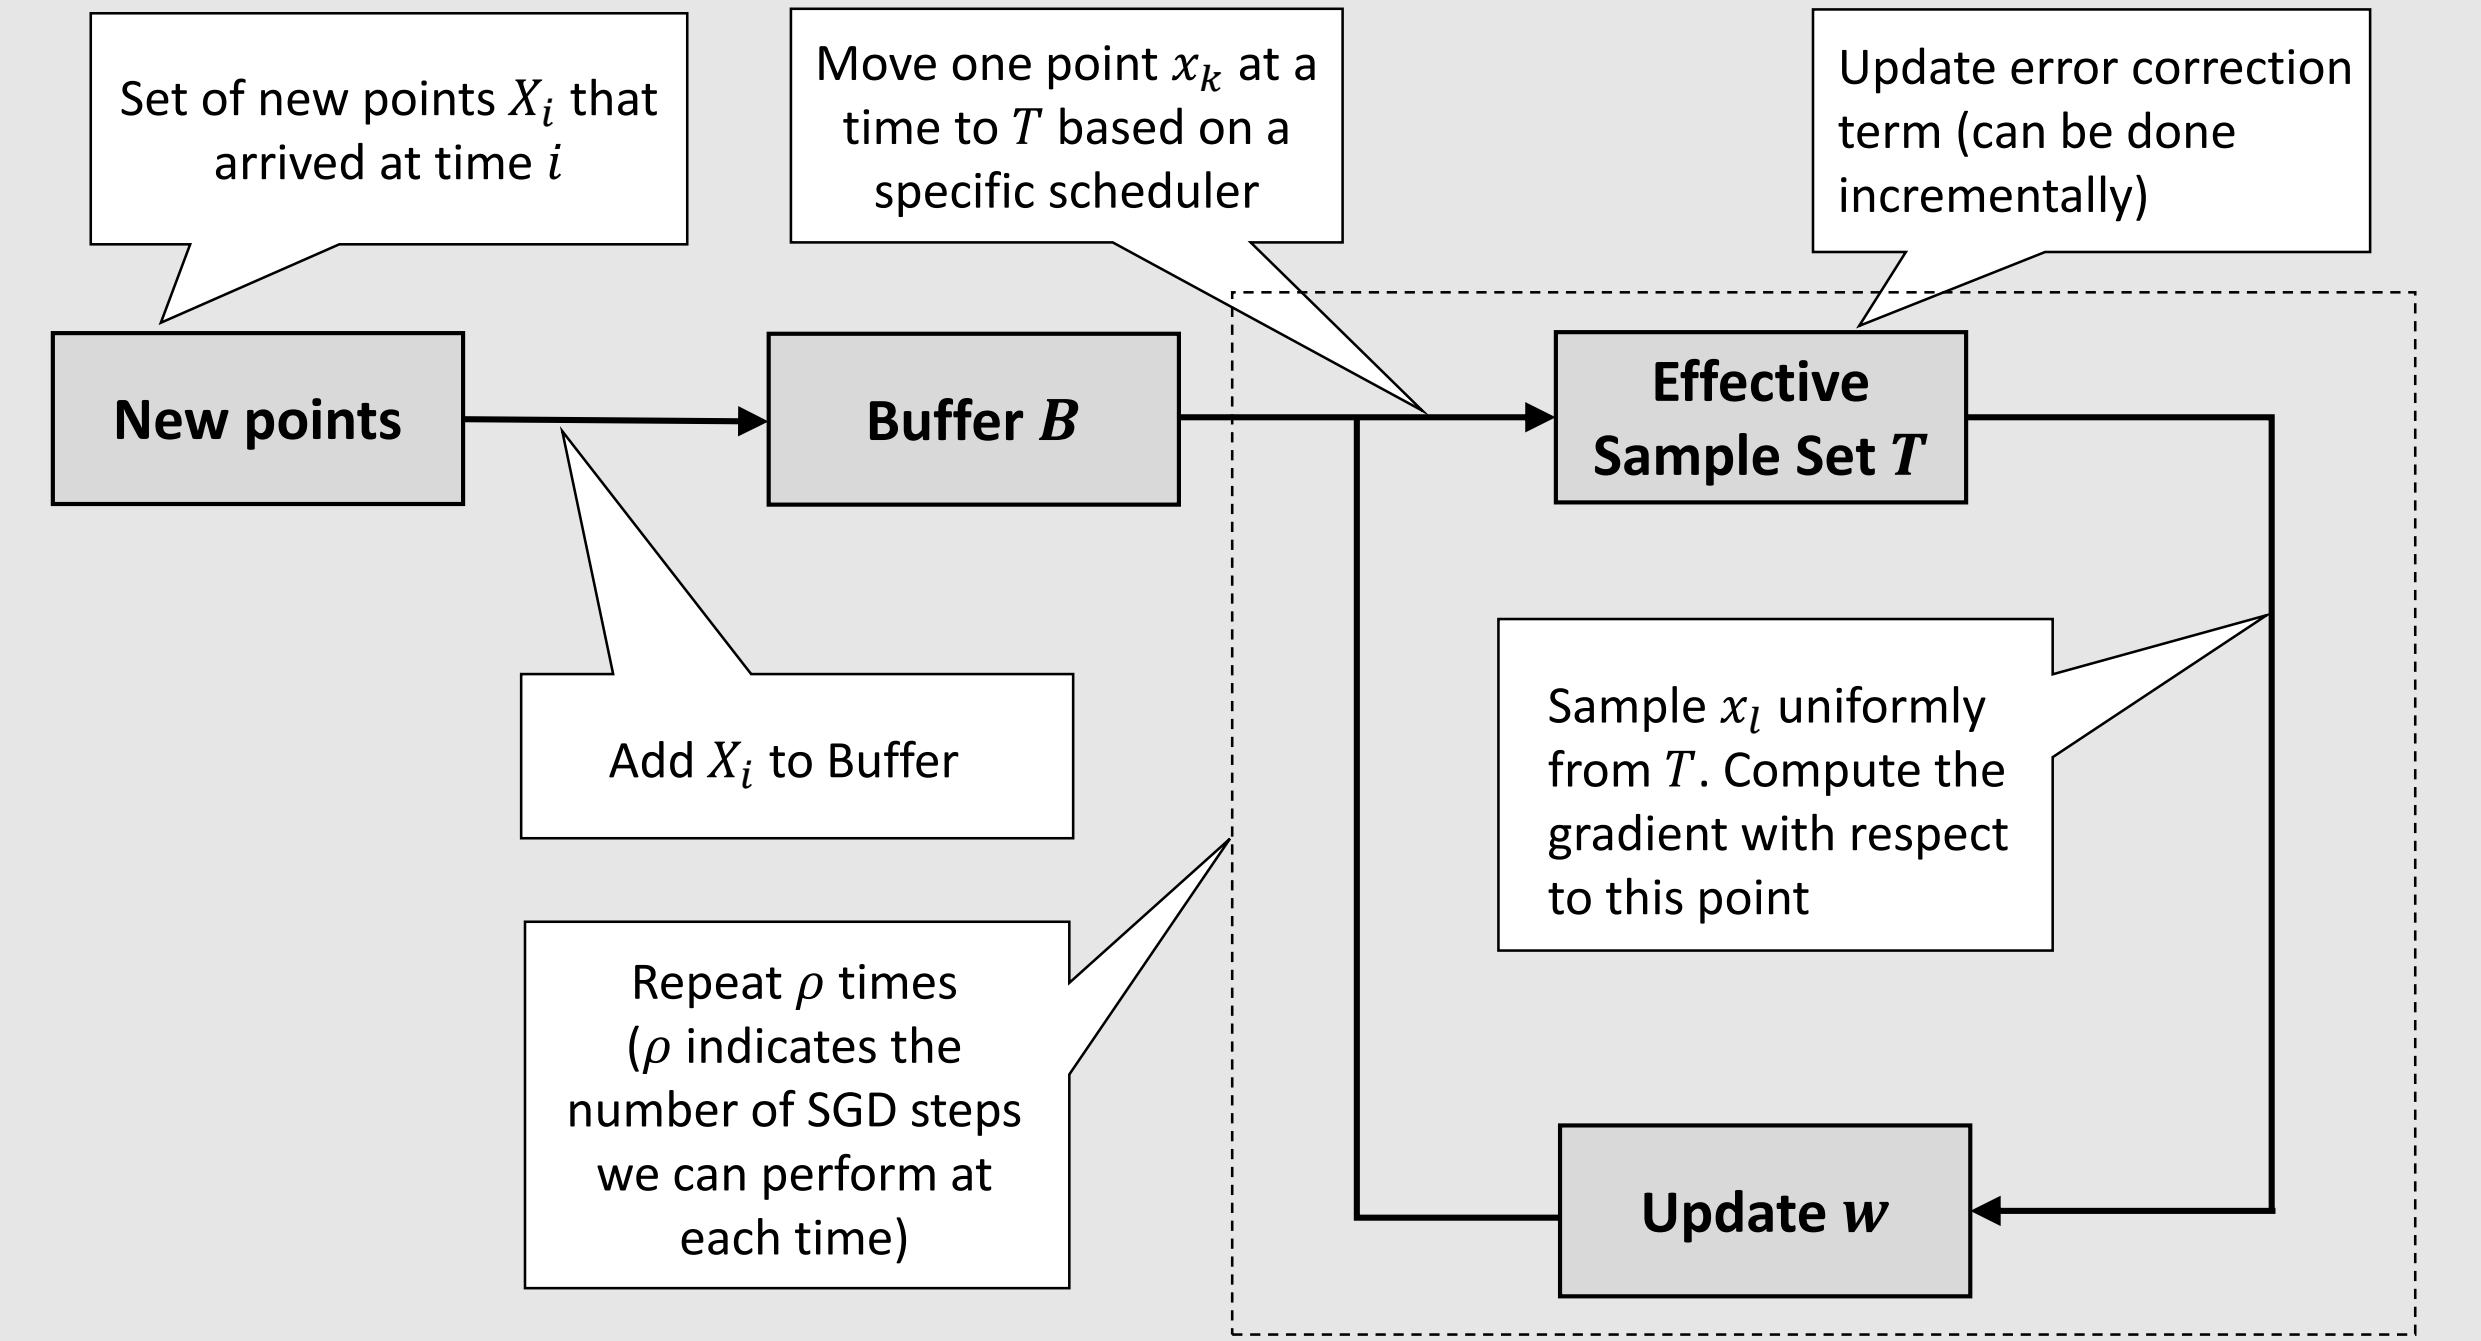 Set of new points X_i that
arrived at time i
Move one point x_k at a
time to T based on a
specific scheduler
Update error correction
term (can be done
incrementally)
New points
Buffer B
Effective
Sample Set T
Add X_i to Buffer
Sample x_l uniformly
from T. Compute the
gradient with respect
to this point
Repeat ρ times
(ρ indicates the
number of SGD steps
we can perform at
each time)
Update w